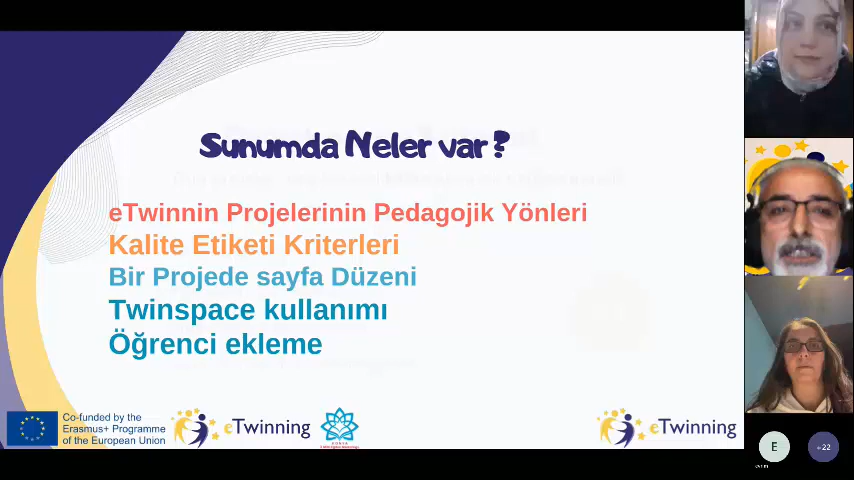 Sunumda Neler var?
eTwinnin Projelerinin Pedagojik Yönleri
Kalite Etiketi Kriterleri
Bir Projede sayfa Düzeni
Twinspace kullanımı
Öğrenci ekleme
Co-funded by the
Erasmus+ Programme
of the European Union
eTwinning
eTwinning
E
+22